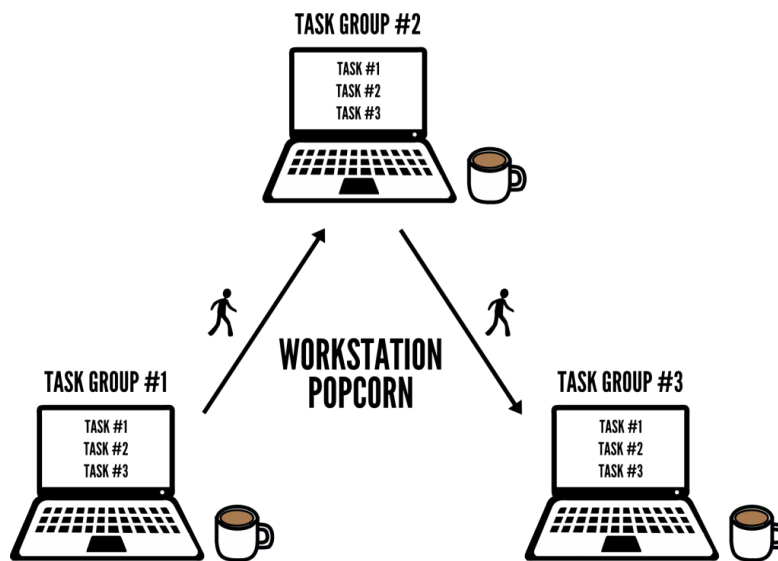 TASK GROUP #2
TASK #1
TASK #2
TASK #3
WORKSTATION
POPCORN
TASK GROUP #1
TASK #1
TASK #2
TASK #3
TASK GROUP #3
TASK #1
TASK #2
TASK #3